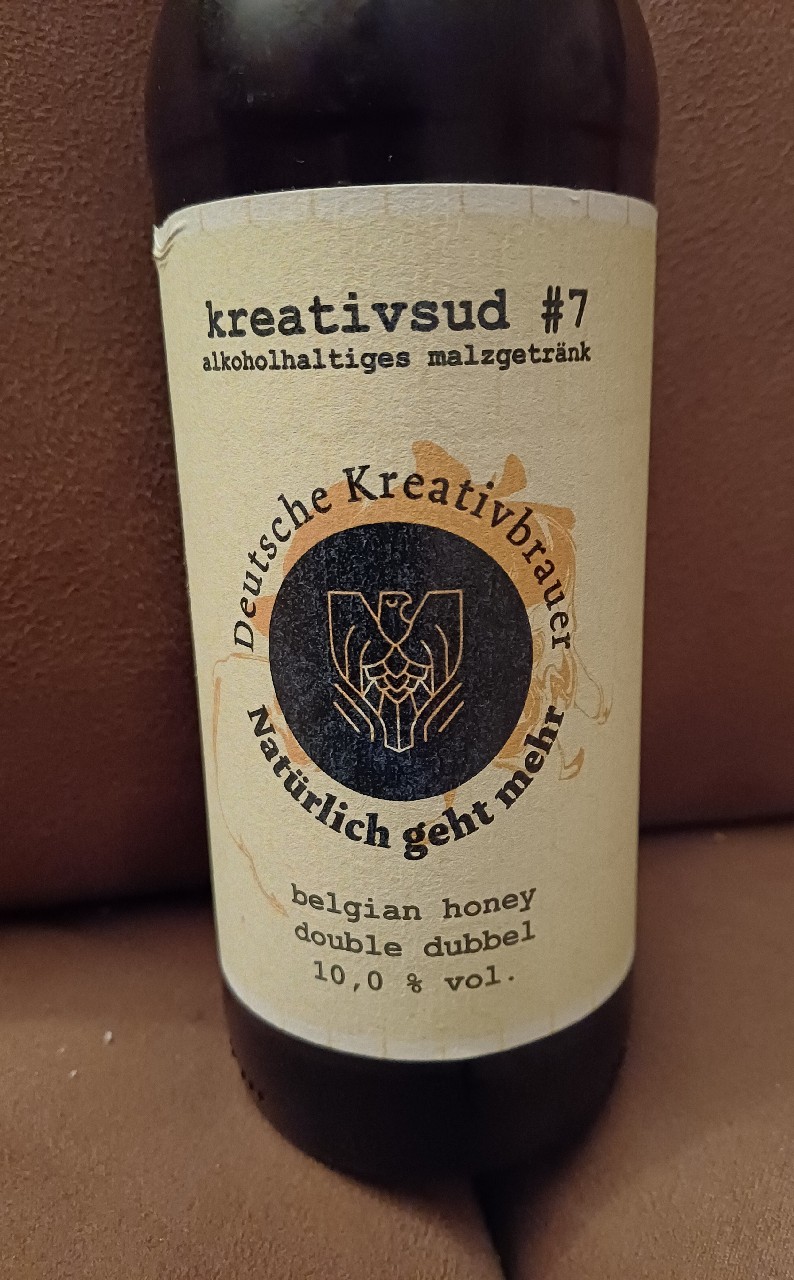 kreativsud #7
alkoholhaltiges malzgetränk
Deutsche Kreativbrauer
Natürlich geht mehr
belgian honey
double dubbel
10,0 % vol.